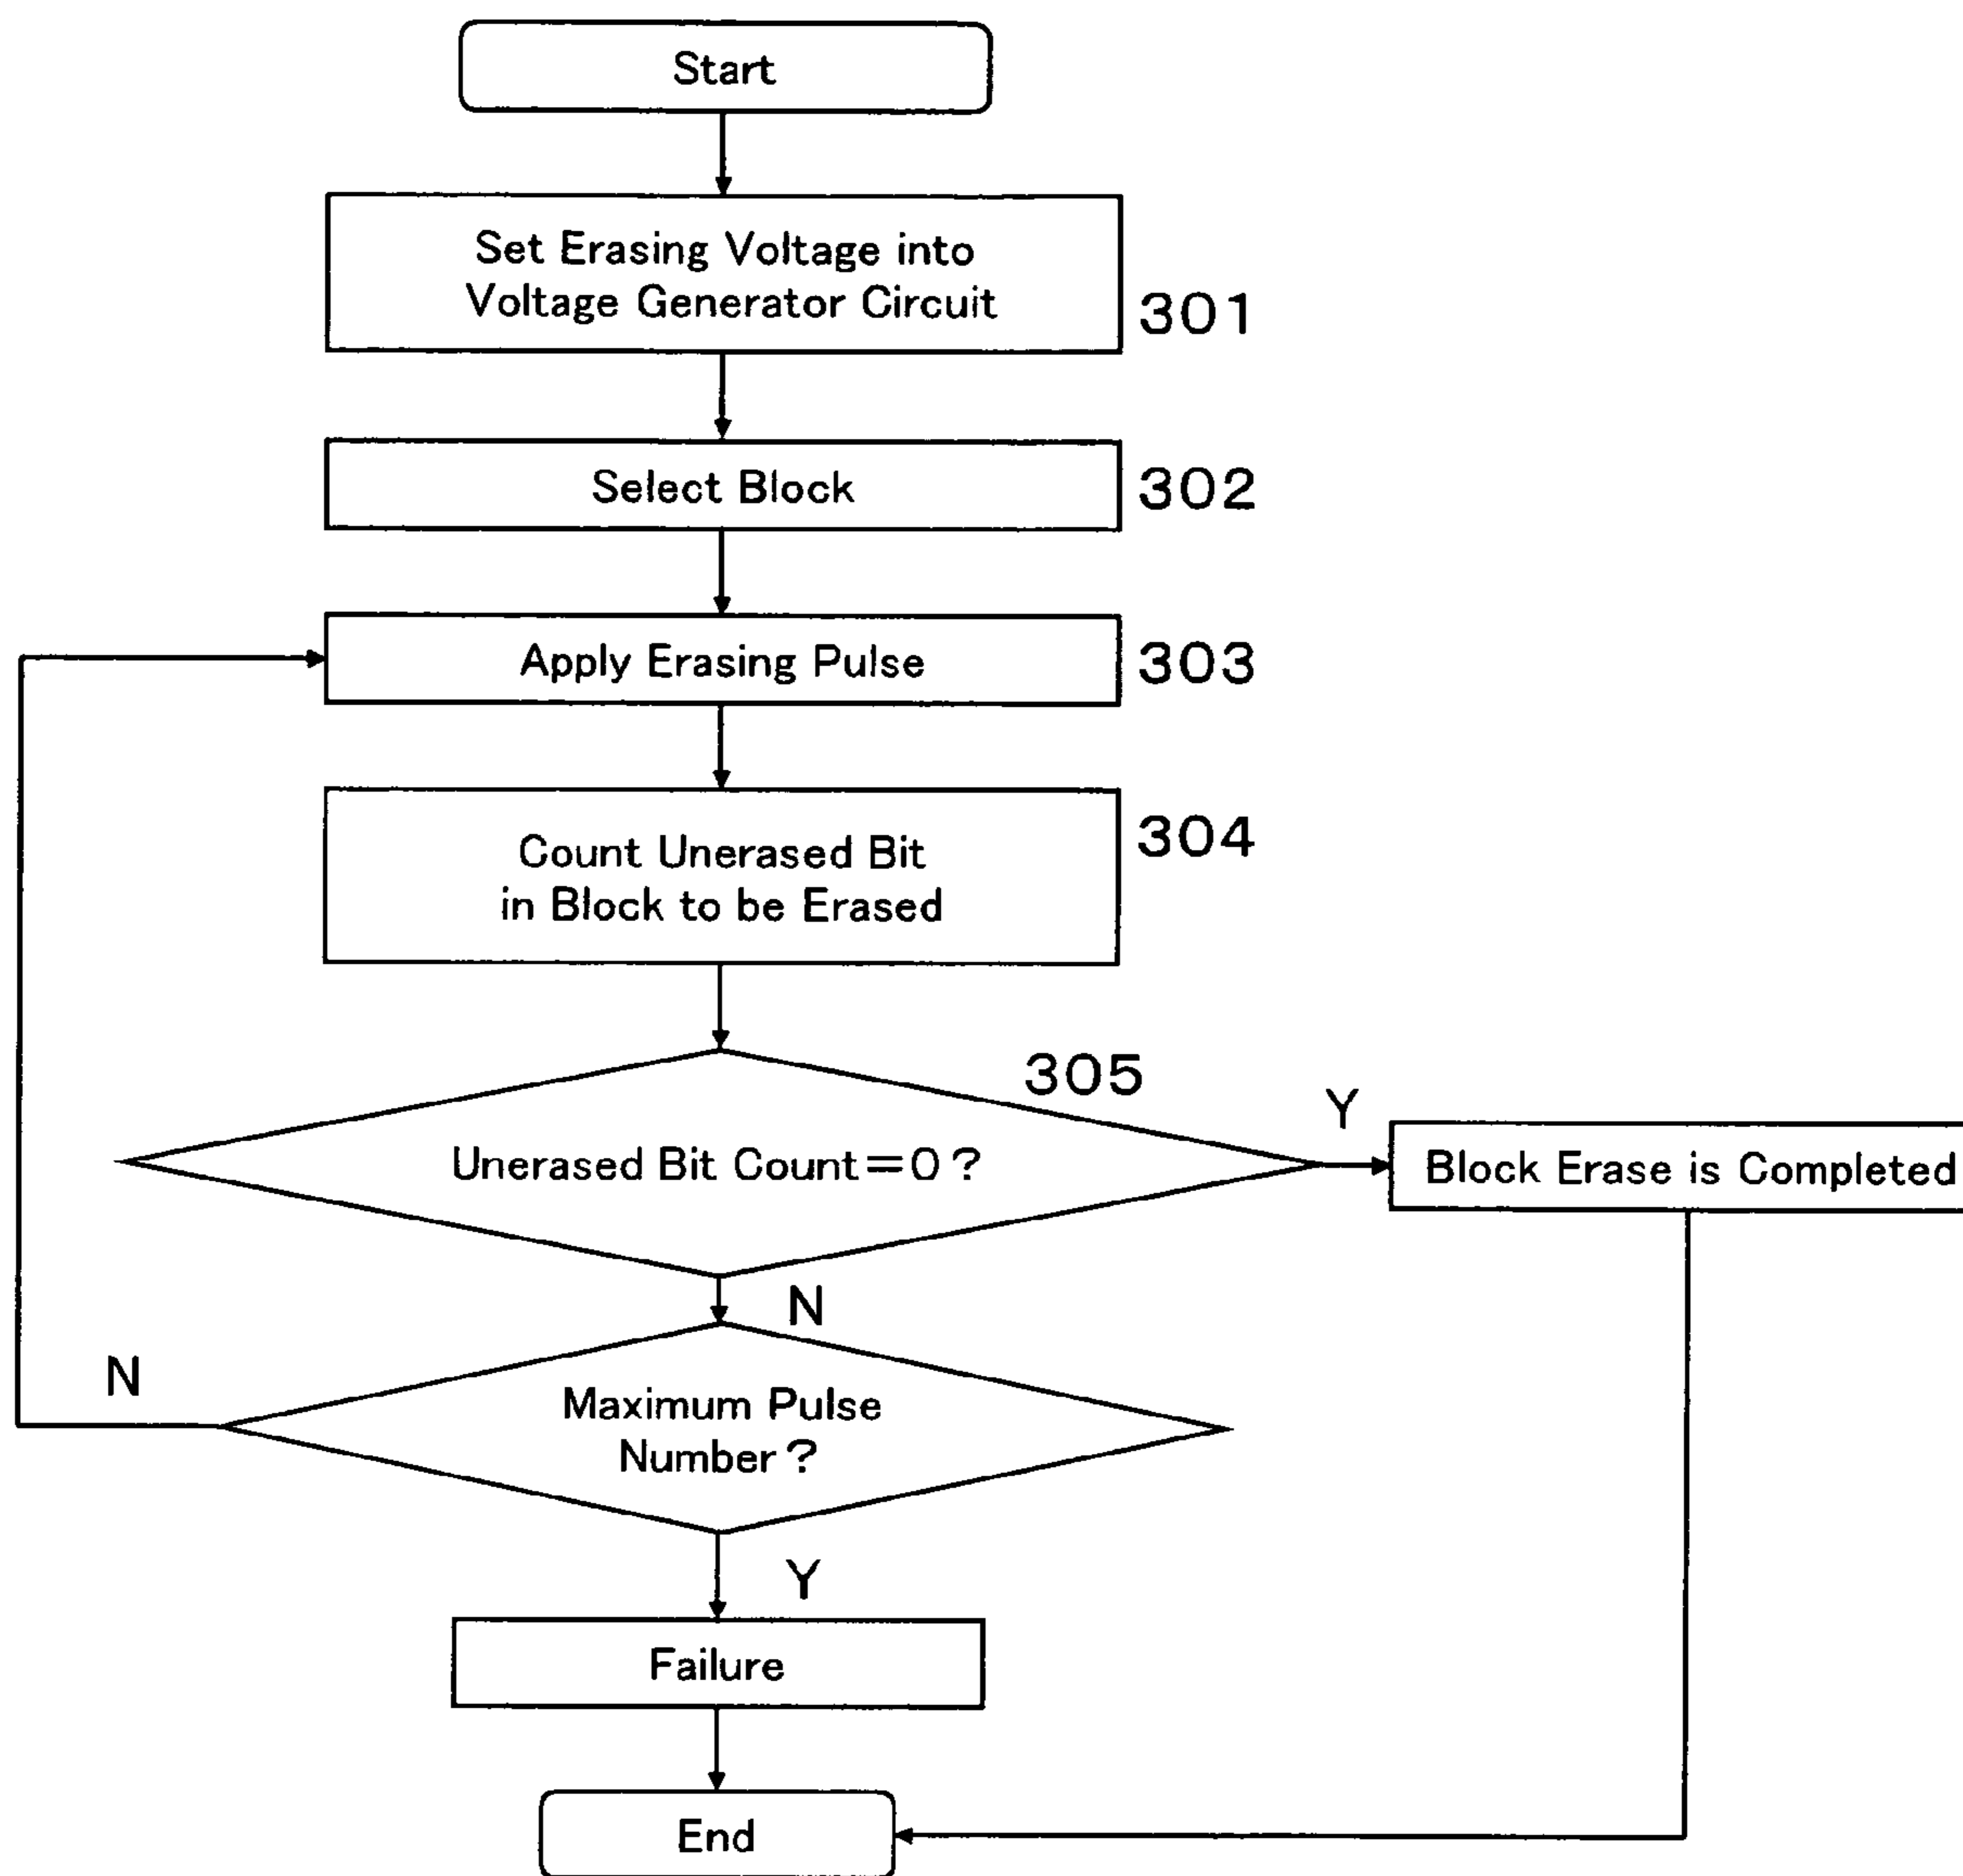 Start
Set Erasing Voltage into
Voltage Generator Circuit
301
Select Block
302
Apply Erasing Pulse
303
Count Unerased Bit
in Block to be Erased
304
305
Unerased Bit Count=0?
Y
Block Erase is Completed
N
N
Maximum Pulse
Number?
Y
Failure
End